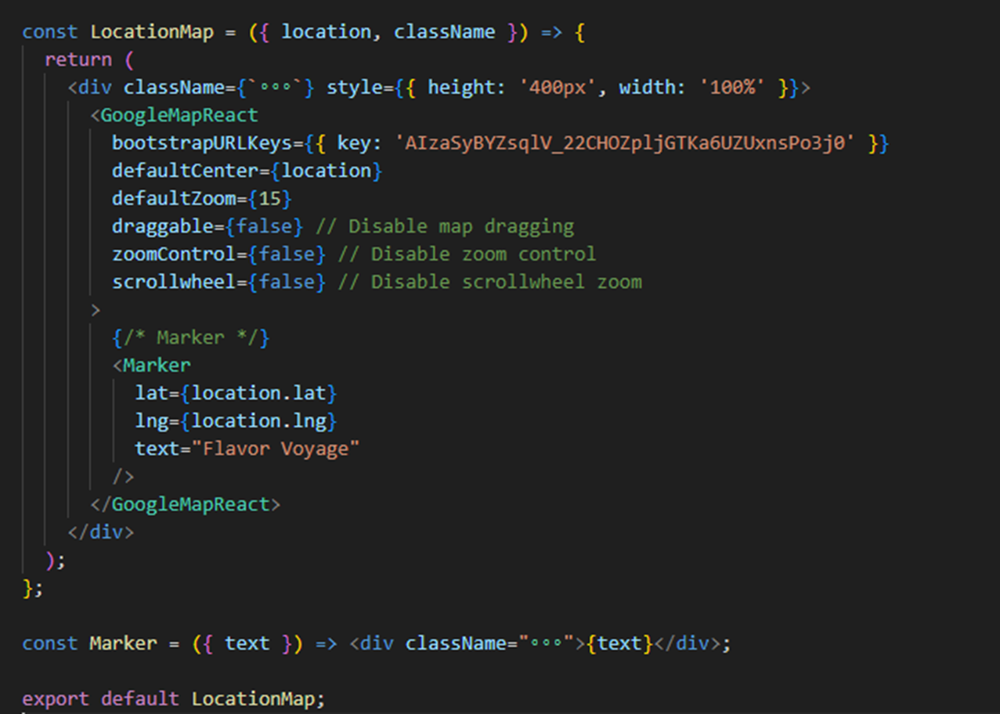 const LocationMap = ({ location, className }) => {
return (
<div className={`∘∘∘`} style={{ height: '400px', width: '100%' }}>
<GoogleMapReact
bootstrapURLKeys={{ key: 'AIzaSyBYZsqlV_22CHOZpljGTKa6UZUxnsPo3j0' }}
defaultCenter={location}
defaultZoom={15}
draggable={false} // Disable map dragging
zoomControl={false} // Disable zoom control
scrollwheel={false} // Disable scrollwheel zoom
>
{/* Marker */}
<Marker
lat={location.lat}
lng={location.lng}
text="Flavor Voyage"
/>
</GoogleMapReact>
</div>
);
};
const Marker = ({ text }) => <div className="∘∘∘">{text}</div>;
export default LocationMap;